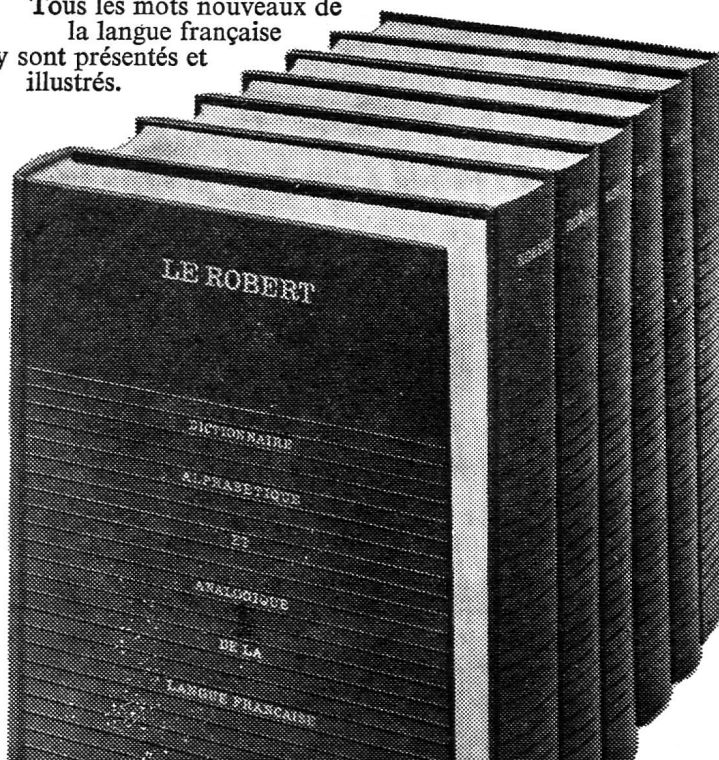 Tous les mots nouveaux de
la langue française
y sont présentés et
illustrés.
LE ROBERT
DICTIONNAIRE
ALPHABÉTIQUE
ET
ANALOGIQUE
DE LA
LANGUE FRANÇAISE